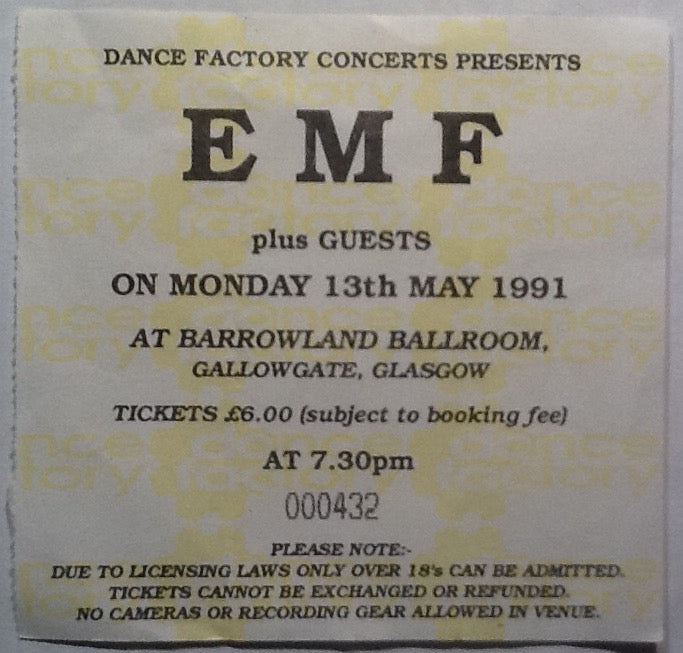 DANCE FACTORY CONCERTS PRESENTS
EMF
plus GUESTS
ON MONDAY 13th MAY 1991
AT BARROWLAND BALLROOM,
GALLOWGATE, GLASGOW
TICKETS £6.00 (subject to booking fee)
AT 7.30pm
000432
PLEASE NOTE:-
DUE TO LICENSING LAWS ONLY OVER 18's CAN BE ADMITTED.
TICKETS CANNOT BE EXCHANGED OR REFUNDED.
NO CAMERAS OR RECORDING GEAR ALLOWED IN VENUE.